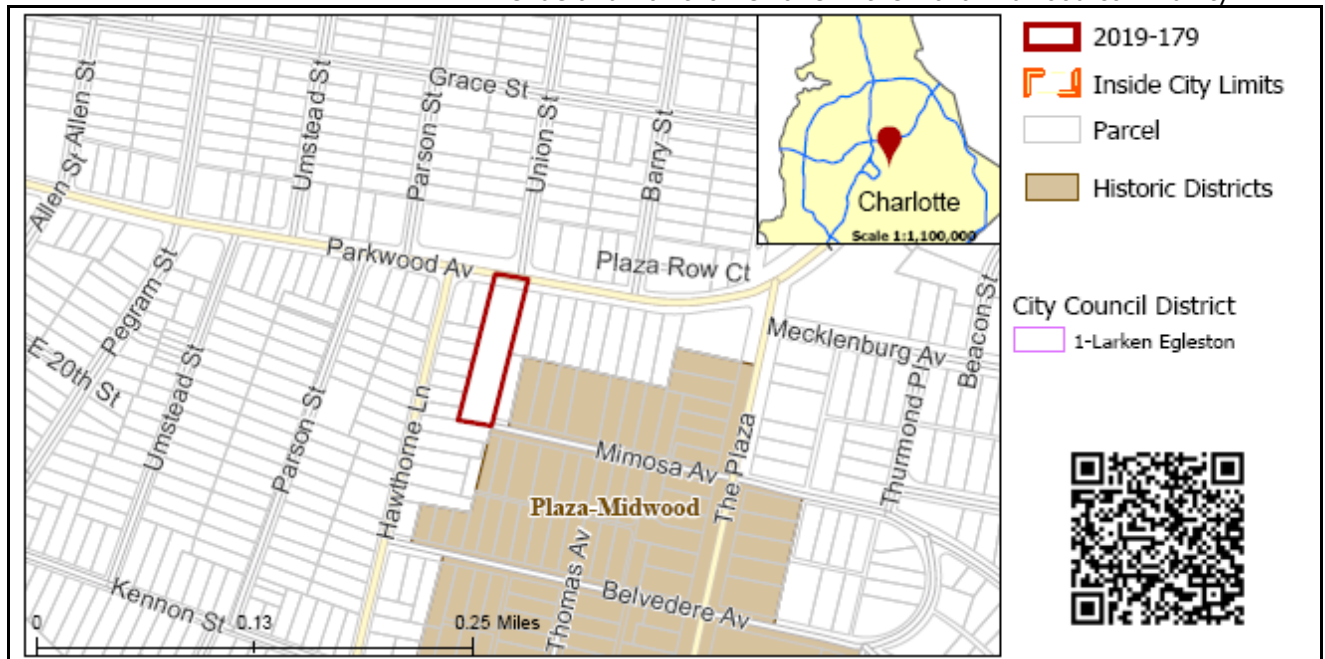 2019-179
Inside City Limits
Parcel
Historic Districts
City Council District
1-Larken Egleston
Charlotte
Scale 1:1,100,000
Grace St
Allen St
Allen St
Umstead St
Parson St
Union St
Barry St
Parkwood Av
Plaza Row Ct
Pegram St
E 20th St
Umstead St
Parson St
Hawthorne Ln
Mecklenburg Av
Beacon St
Thurmond Pl
Mimosa Av
The Plaza
Plaza-Midwood
Thomas Av
Belvedere Av
Kennon St
0
0.13
0.25 Miles